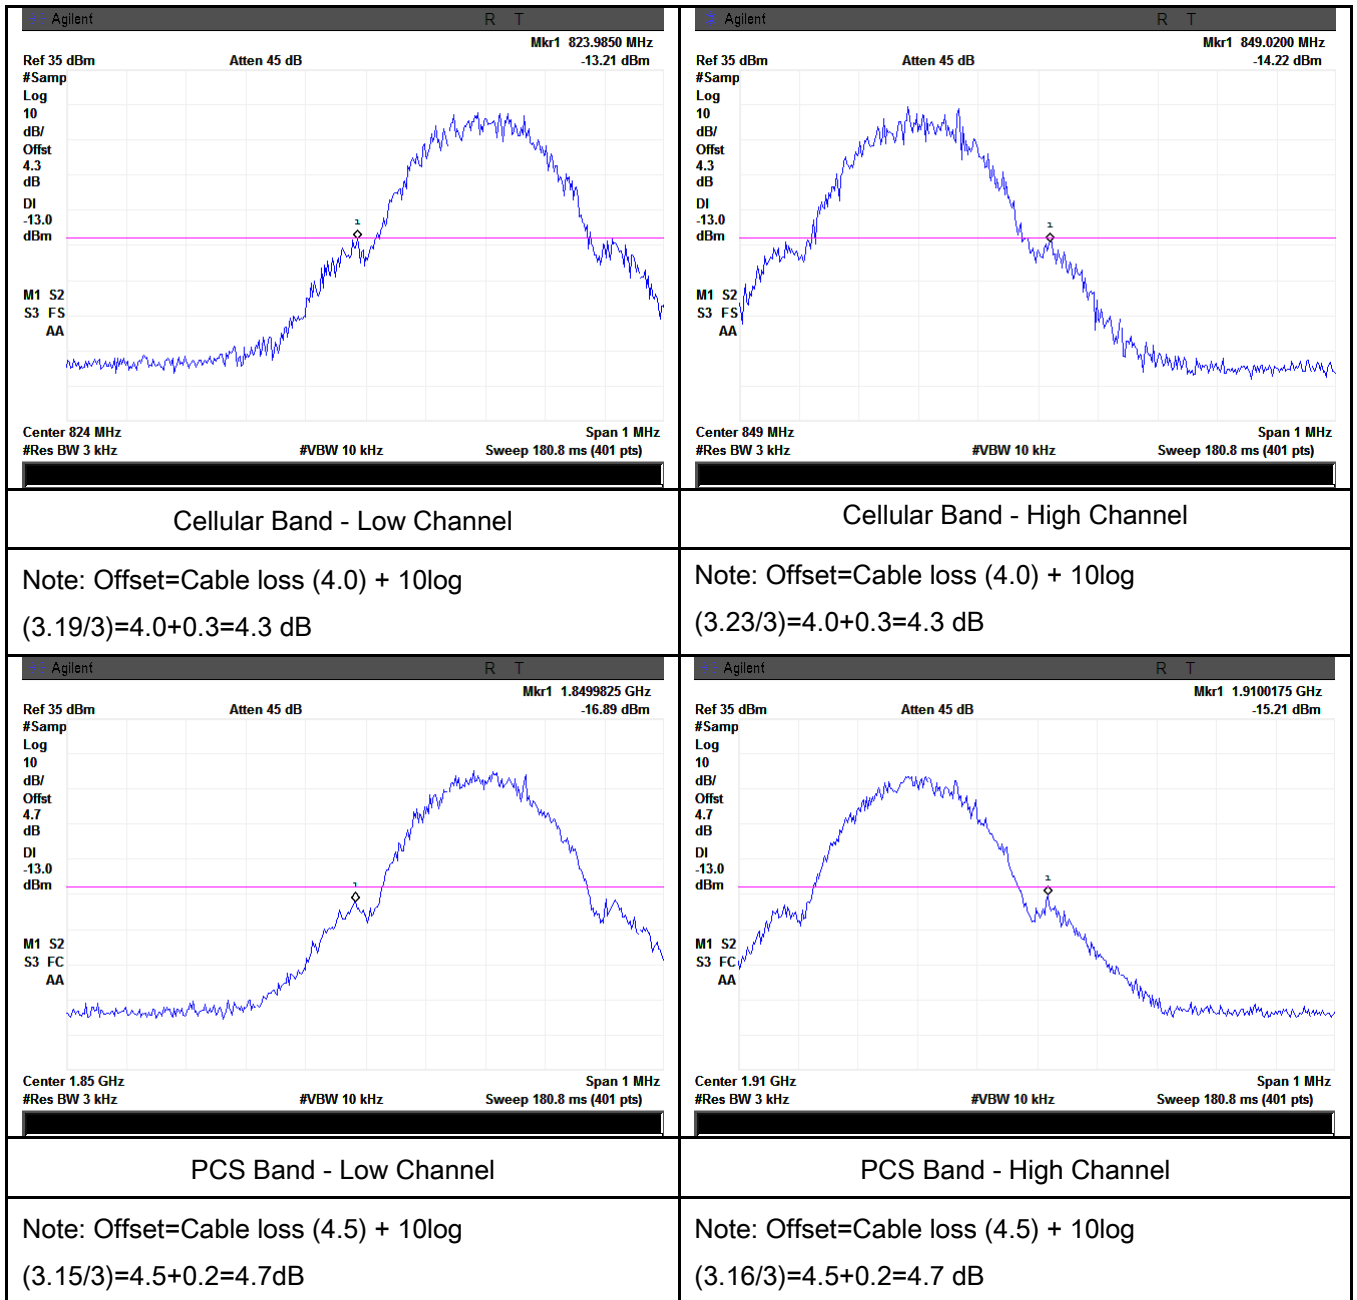 Agilent R T
Mkr1 823.9850 MHz
Ref 35 dBm Atten 45 dB -13.21 dBm
#Samp
Log
10
dB/
Offst
4.3
dB
DI
-13.0
dBm
1
M1 S2
S3 FS
AA
Center 824 MHz Span 1 MHz
#Res BW 3 kHz #VBW 10 kHz Sweep 180.8 ms (401 pts)
Agilent R T
Mkr1 849.0200 MHz
Ref 35 dBm Atten 45 dB -14.22 dBm
#Samp
Log
10
dB/
Offst
4.3
dB
DI
-13.0
dBm
1
M1 S2
S3 FS
AA
Center 849 MHz Span 1 MHz
#Res BW 3 kHz #VBW 10 kHz Sweep 180.8 ms (401 pts)
Cellular Band - Low Channel
Cellular Band - High Channel
Note: Offset=Cable loss (4.0) + 10log
(3.19/3)=4.0+0.3=4.3 dB
Note: Offset=Cable loss (4.0) + 10log
(3.23/3)=4.0+0.3=4.3 dB
Agilent R T
Mkr1 1.8499825 GHz
Ref 35 dBm Atten 45 dB -16.89 dBm
#Samp
Log
10
dB/
Offst
4.7
dB
DI
-13.0
dBm
1
M1 S2
S3 FC
AA
Center 1.85 GHz Span 1 MHz
#Res BW 3 kHz #VBW 10 kHz Sweep 180.8 ms (401 pts)
Agilent R T
Mkr1 1.9100175 GHz
Ref 35 dBm Atten 45 dB -15.21 dBm
#Samp
Log
10
dB/
Offst
4.7
dB
DI
-13.0
dBm
1
M1 S2
S3 FC
AA
Center 1.91 GHz Span 1 MHz
#Res BW 3 kHz #VBW 10 kHz Sweep 180.8 ms (401 pts)
PCS Band - Low Channel
PCS Band - High Channel
Note: Offset=Cable loss (4.5) + 10log
(3.15/3)=4.5+0.2=4.7dB
Note: Offset=Cable loss (4.5) + 10log
(3.16/3)=4.5+0.2=4.7 dB